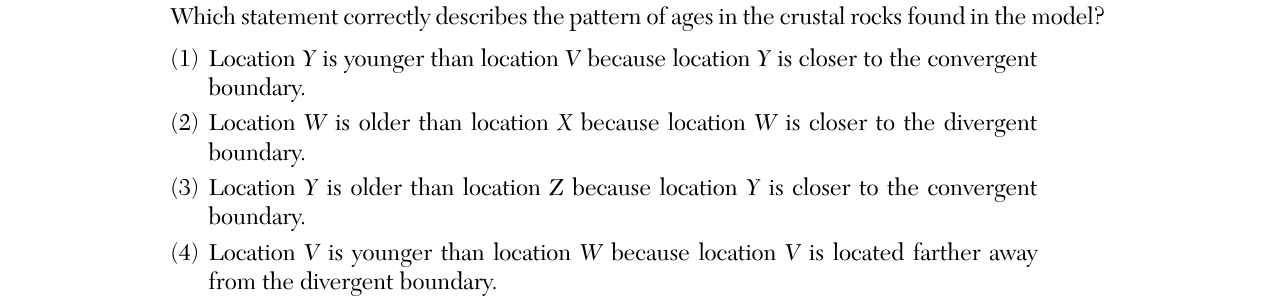 Which statement correctly describes the pattern of ages in the crustal rocks found in the model?
(1) Location Y is younger than location V because location Y is closer to the convergent
boundary.
(2) Location W is older than location X because location W is closer to the divergent
boundary.
(3) Location Y is older than location Z because location Y is closer to the convergent
boundary.
(4) Location V is younger than location W because location V is located farther away
from the divergent boundary.